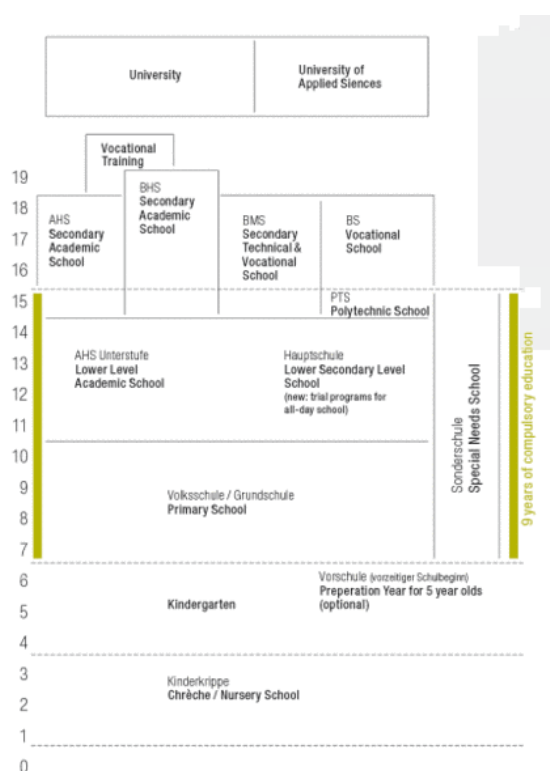 University
University of
Applied Siences
Vocational
Training
19
BHS
Secondary
Academic
School
18
AHS
Secondary
Academic
School
BMS
Secondary
Technical &
Vocational
School
BS
Vocational
School
17
16
15
PTS
Polytechnic School
14
AHS Unterstufe
Lower Level
Academic School
Hauptschule
Lower Secondary Level
School
(new: trial programs for
all-day school)
13
12
11
Sonderschule
Special Needs School
9 years of compulsory education
10
9
Volksschule / Grundschule
Primary School
8
7
6
Vorschule (vorzeitiger Schulbeginn)
Preperation Year for 5 year olds
(optional)
Kindergarten
5
4
3
Kinderkrippe
Chrèche / Nursery School
2
1
0